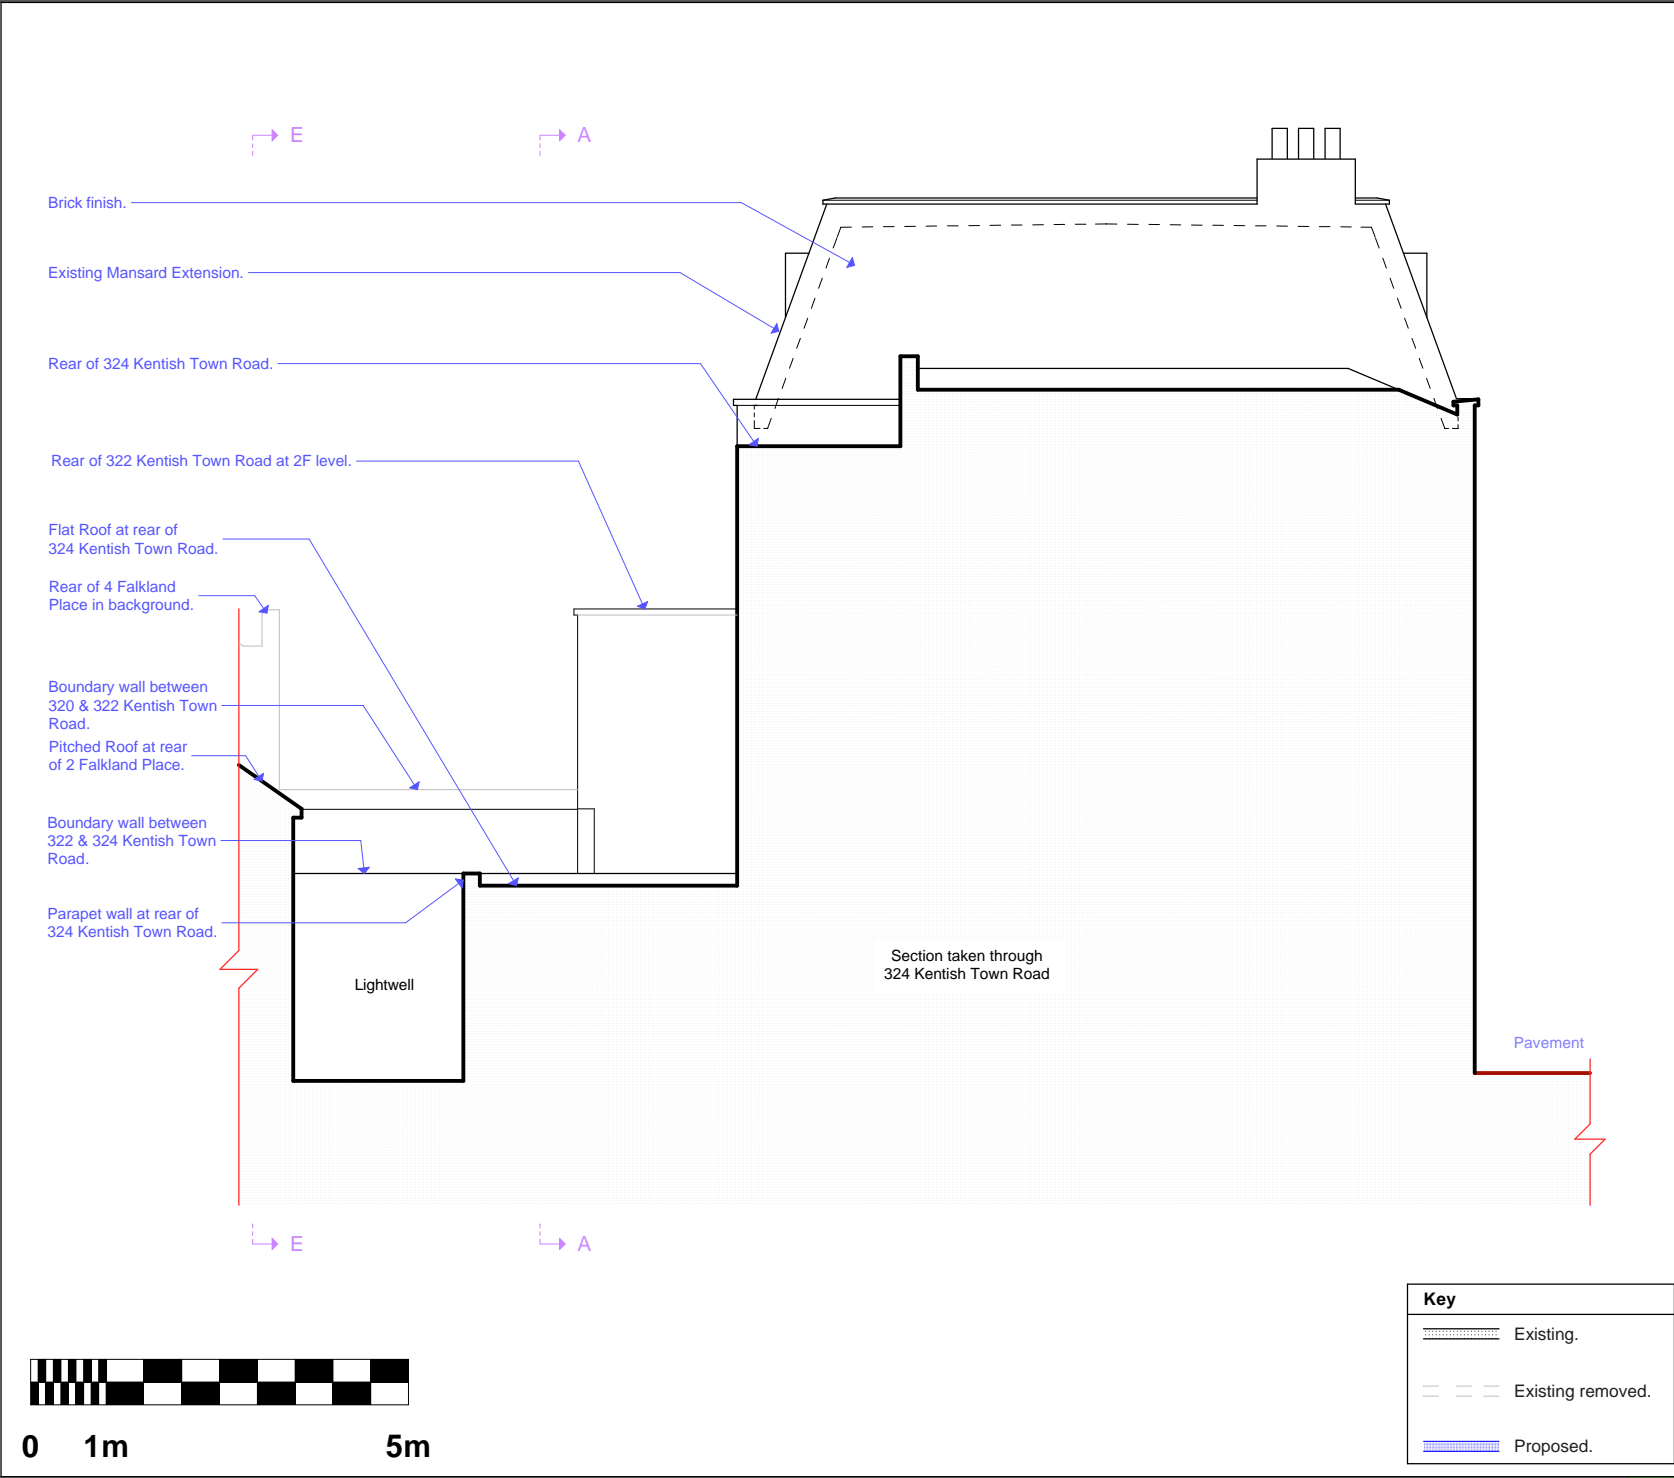 E
A
Brick finish.
Existing Mansard Extension.
Rear of 324 Kentish Town Road.
Rear of 322 Kentish Town Road at 2F level.
Flat Roof at rear of
324 Kentish Town Road.
Rear of 4 Falkland
Place in background.
Boundary wall between
320 & 322 Kentish Town
Road.
Pitched Roof at rear
of 2 Falkland Place.
Boundary wall between
322 & 324 Kentish Town
Road.
Parapet wall at rear of
324 Kentish Town Road.
Lightwell
Section taken through
324 Kentish Town Road
Pavement
E
A
Key
Existing.
Existing removed.
Proposed.
0 1m 5m